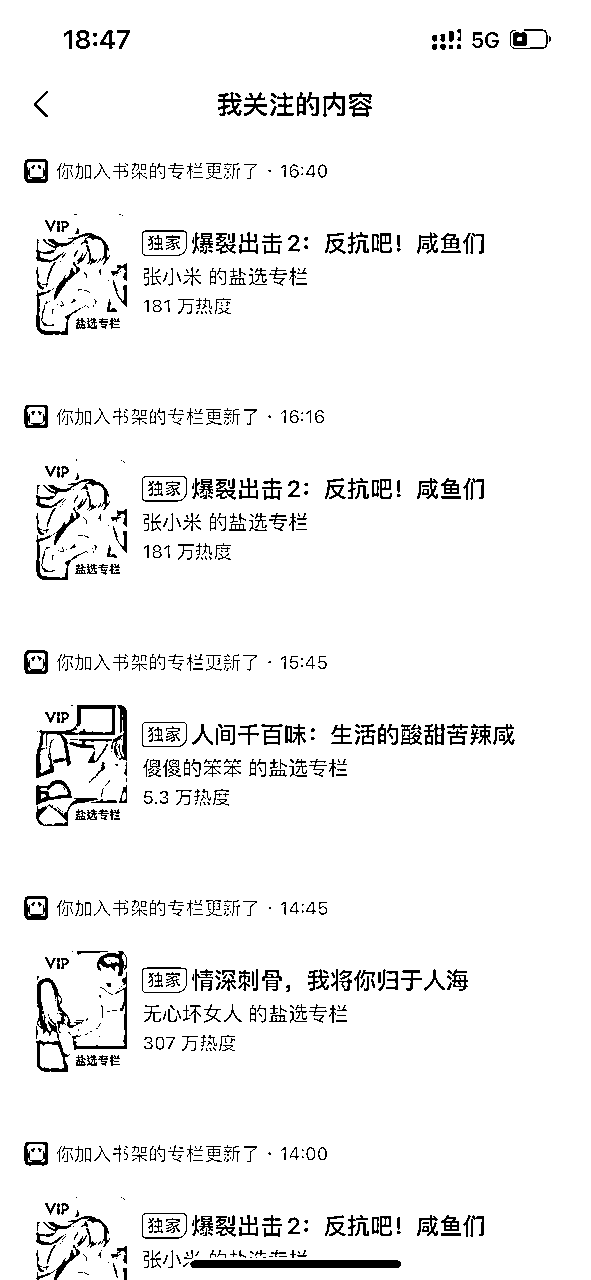 18:47
5G
我关注的内容
你加入书架的专栏更新了 · 16:40
VIP
盐选专栏
独家 爆裂出击2：反抗吧！咸鱼们
张小米 的盐选专栏
181 万热度
你加入书架的专栏更新了 · 16:16
VIP
盐选专栏
独家 爆裂出击2：反抗吧！咸鱼们
张小米 的盐选专栏
181 万热度
你加入书架的专栏更新了 · 15:45
VIP
盐选专栏
独家 人间千百味：生活的酸甜苦辣咸
傻傻的笨笨 的盐选专栏
5.3 万热度
你加入书架的专栏更新了 · 14:45
VIP
盐选专栏
独家 情深刺骨，我将你归于人海
无心坏女人 的盐选专栏
307 万热度
你加入书架的专栏更新了 · 14:00
VIP
独家 爆裂出击2：反抗吧！咸鱼们
张小米 的盐选专栏